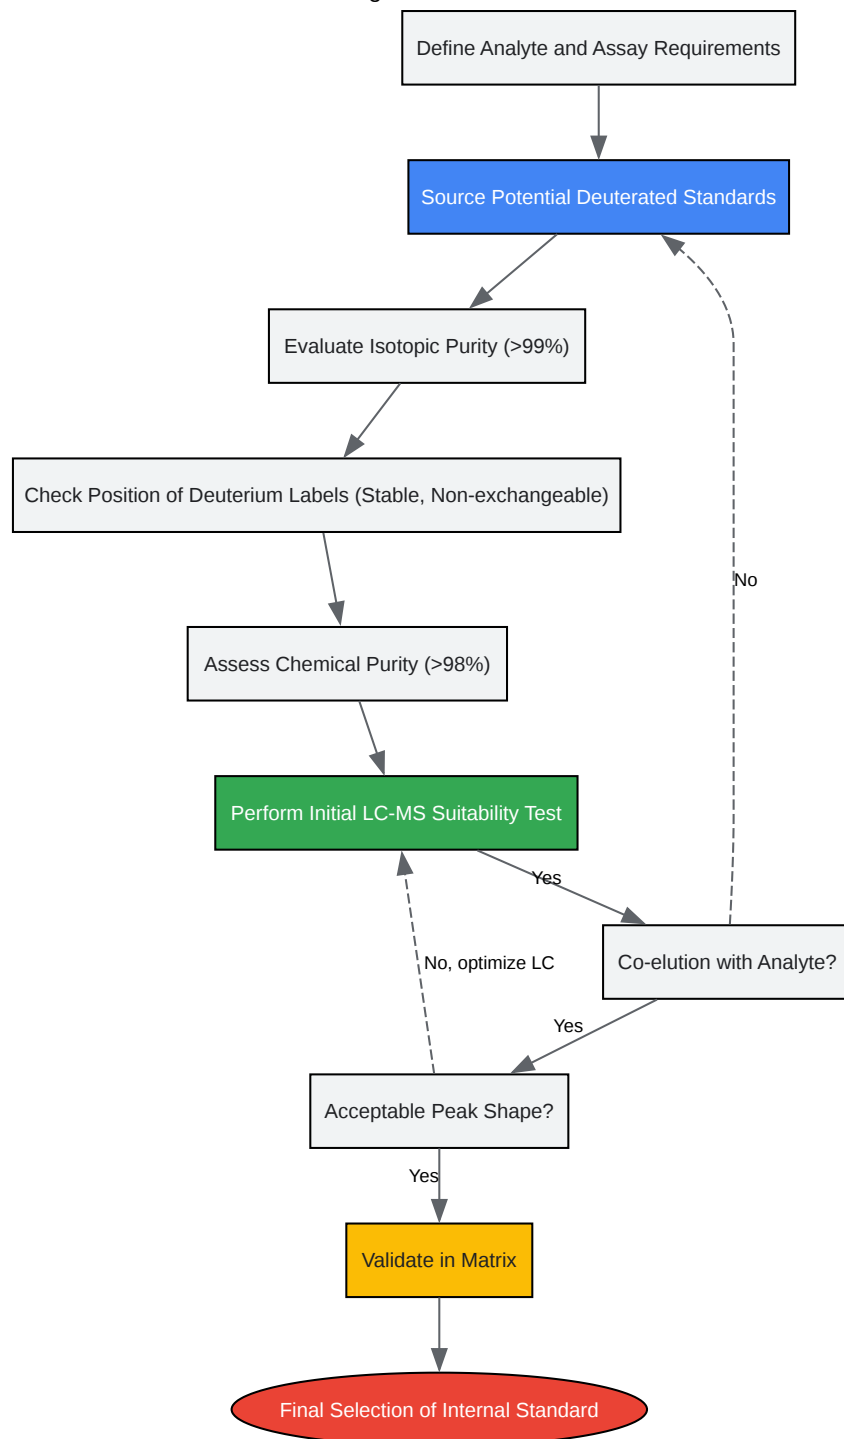 Define Analyte and Assay Requirements
Source Potential Deuterated Standards
Evaluate Isotopic Purity (>99%)
Check Position of Deuterium Labels (Stable, Non-exchangeable)
No
Assess Chemical Purity (>98%)
Perform Initial LC-MS Suitability Test
Yes
No, optimize LC
Co-elution with Analyte?
Yes
Acceptable Peak Shape?
Yes
Validate in Matrix
Final Selection of Internal Standard